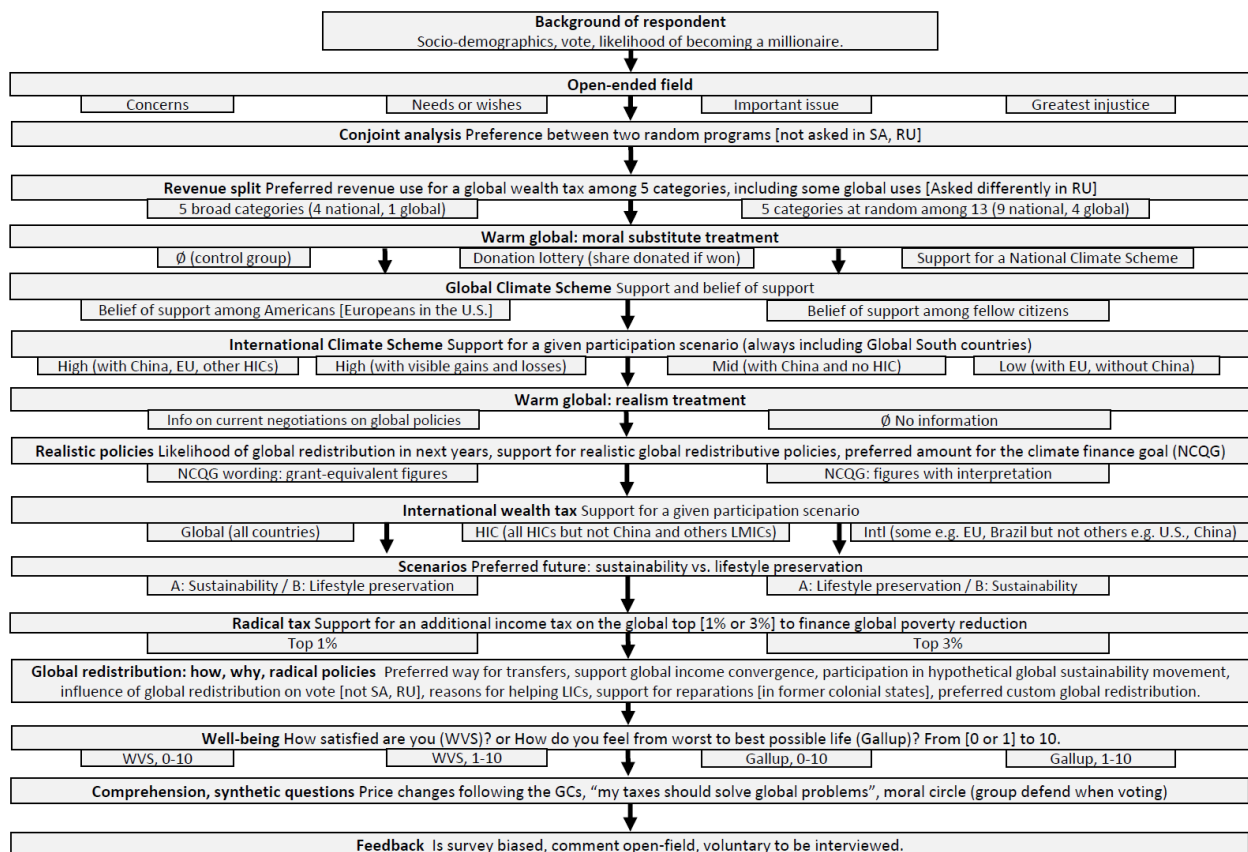 Background of respondent
Socio-demographics, vote, likelihood of becoming a millionaire.
Open-ended field
Concerns
Needs or wishes
Important issue
Greatest injustice
Conjoint analysis Preference between two random programs [not asked in SA, RU]
Revenue split Preferred revenue use for a global wealth tax among 5 categories, including some global uses [Asked differently in RU]
5 broad categories (4 national, 1 global)
5 categories at random among 13 (9 national, 4 global)
Warm global: moral substitute treatment
Ø (control group)
Donation lottery (share donated if won)
Support for a National Climate Scheme
Global Climate Scheme Support and belief of support
Belief of support among Americans [Europeans in the U.S.]
Belief of support among fellow citizens
International Climate Scheme Support for a given participation scenario (always including Global South countries)
High (with China, EU, other HICs)
High (with visible gains and losses)
Mid (with China and no HIC)
Low (with EU, without China)
Warm global: realism treatment
Info on current negotiations on global policies
Ø No information
Realistic policies Likelihood of global redistribution in next years, support for realistic global redistributive policies, preferred amount for the climate finance goal (NCQG)
NCQG wording: grant-equivalent figures
NCQG: figures with interpretation
International wealth tax Support for a given participation scenario
Global (all countries)
HIC (all HICs but not China and others LMICs)
Intl (some e.g. EU, Brazil but not others e.g. U.S., China)
Scenarios Preferred future: sustainability vs. lifestyle preservation
A: Sustainability / B: Lifestyle preservation
A: Lifestyle preservation / B: Sustainability
Radical tax Support for an additional income tax on the global top [1% or 3%] to finance global poverty reduction
Top 1%
Top 3%
Global redistribution: how, why, radical policies Preferred way for transfers, support global income convergence, participation in hypothetical global sustainability movement,
influence of global redistribution on vote [not SA, RU], reasons for helping LICs, support for reparations [in former colonial states], preferred custom global redistribution.
Well-being How satisfied are you (WVS)? or How do you feel from worst to best possible life (Gallup)? From [0 or 1] to 10.
WVS, 0-10
WVS, 1-10
Gallup, 0-10
Gallup, 1-10
Comprehension, synthetic questions Price changes following the GCs, “my taxes should solve global problems”, moral circle (group defend when voting)
Feedback Is survey biased, comment open-field, voluntary to be interviewed.